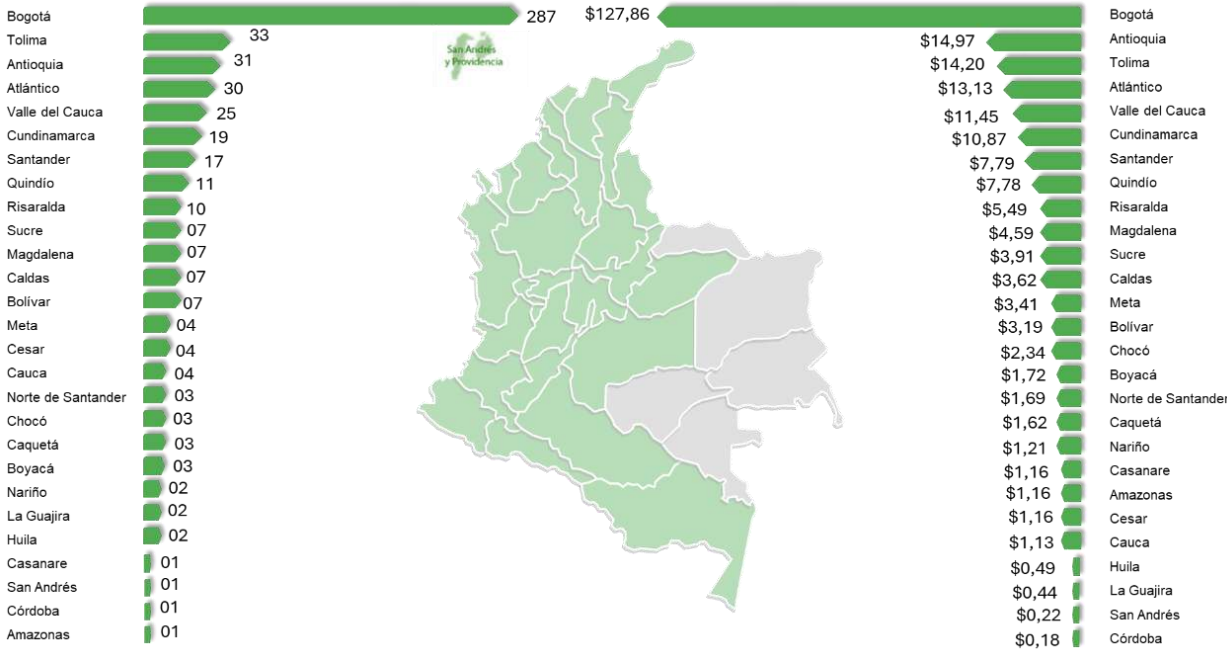 Bogotá 287 $127,86 Bogotá
Tolima 33 $14,97 Antioquia
San Andrés
y Providencia
Antioquia 31 $14,20 Tolima
Atlántico 30 $13,13 Atlántico
Valle del Cauca 25 $11,45 Valle del Cauca
Cundinamarca 19 $10,87 Cundinamarca
Santander 17 $7,79 Santander
Quindío 11 $7,78 Quindío
Risaralda 10 $5,49 Risaralda
Sucre 07 $4,59 Magdalena
Magdalena 07 $3,91 Sucre
Caldas 07 $3,62 Caldas
Bolívar 07 $3,41 Meta
Meta 04 $3,19 Bolívar
Cesar 04 $2,34 Chocó
Cauca 04 $1,72 Boyacá
Norte de Santander 03 $1,69 Norte de Santander
Chocó 03 $1,62 Caquetá
Caquetá 03 $1,21 Nariño
Boyacá 03 $1,16 Casanare
Nariño 02 $1,16 Amazonas
La Guajira 02 $1,16 Cesar
Huila 02 $1,13 Cauca
Casanare 01 $0,49 Huila
San Andrés 01 $0,44 La Guajira
Córdoba 01 $0,22 San Andrés
Amazonas 01 $0,18 Córdoba